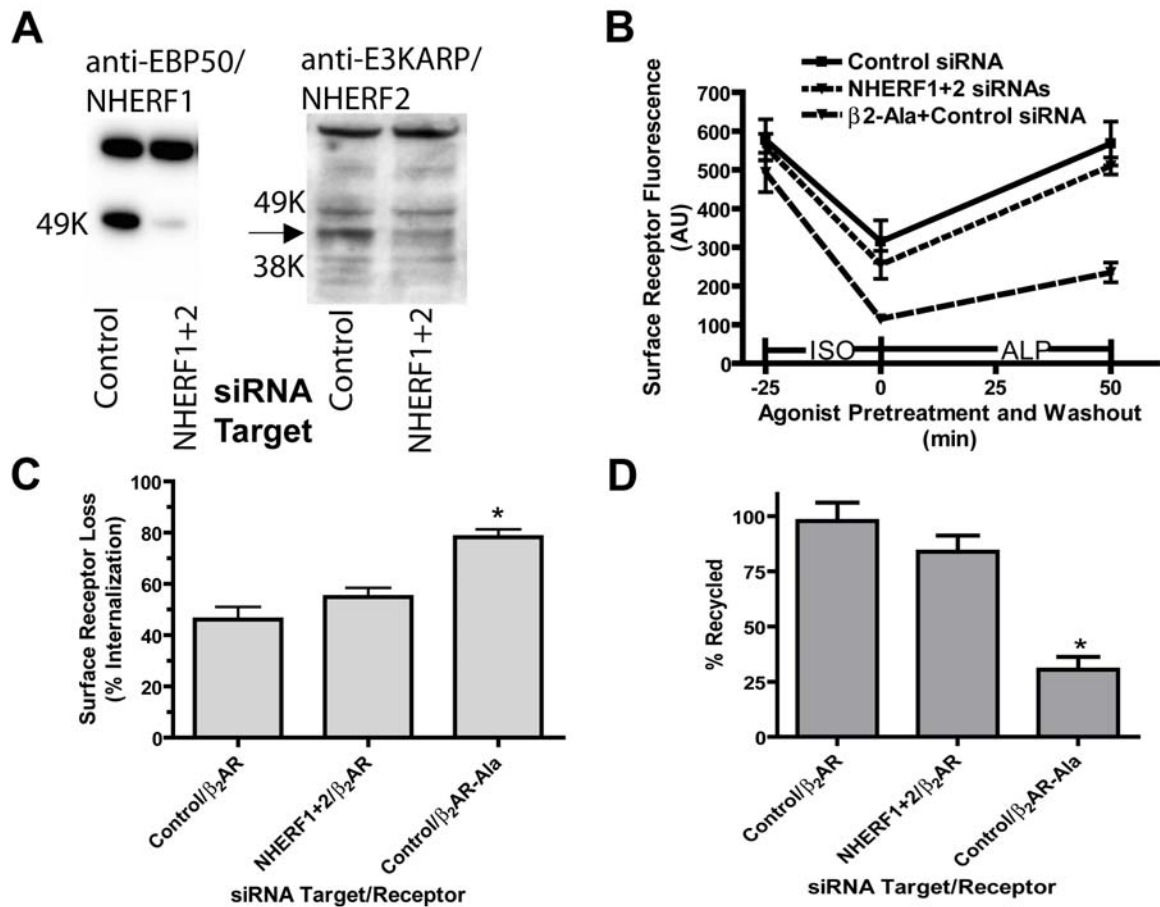 A
anti-EBP50/
NHERF1
anti-E3KARP/
NHERF2
49K
49K
38K
Control
NHERF1+2
siRNA
Target
Control
NHERF1+2
B
Control siRNA
NHERF1+2 siRNAs
β2-Ala+Control siRNA
Surface Receptor Fluorescence
(AU)
700
600
500
400
300
200
100
0
ISO
ALP
-25
0
25
50
Agonist Pretreatment and Washout
(min)
C
Surface Receptor Loss
(% Internalization)
100
80
60
40
20
0
*
Control/β₂AR
NHERF1+2/β₂AR
Control/β₂AR-Ala
siRNA Target/Receptor
D
% Recycled
100
75
50
25
0
*
Control/β₂AR
NHERF1+2/β₂AR
Control/β₂AR-Ala
siRNA Target/Receptor